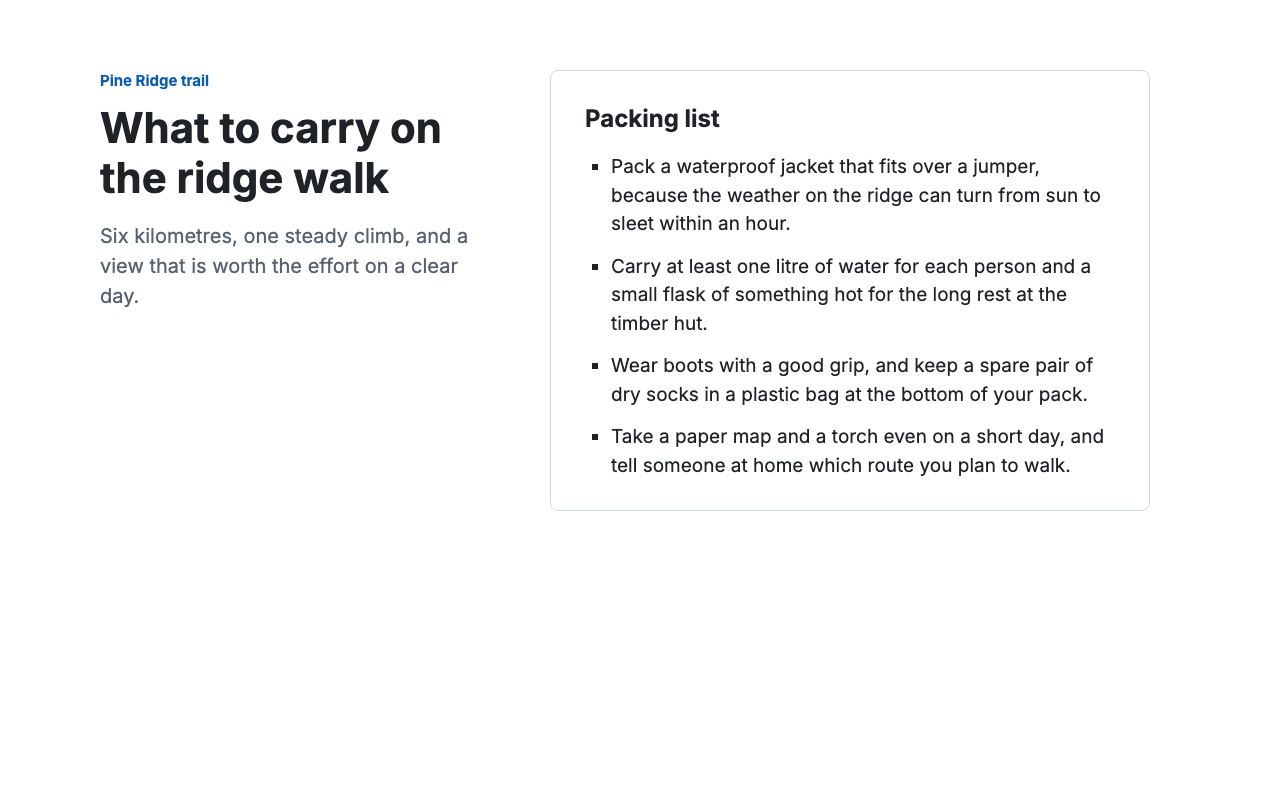 Pine Ridge trail
What to carry on
the ridge walk
Six kilometres, one steady climb, and a
view that is worth the effort on a clear
day.
Packing list
▪ Pack a waterproof jacket that fits over a jumper,
because the weather on the ridge can turn from sun to
sleet within an hour.
▪ Carry at least one litre of water for each person and a
small flask of something hot for the long rest at the
timber hut.
▪ Wear boots with a good grip, and keep a spare pair of
dry socks in a plastic bag at the bottom of your pack.
▪ Take a paper map and a torch even on a short day, and
tell someone at home which route you plan to walk.